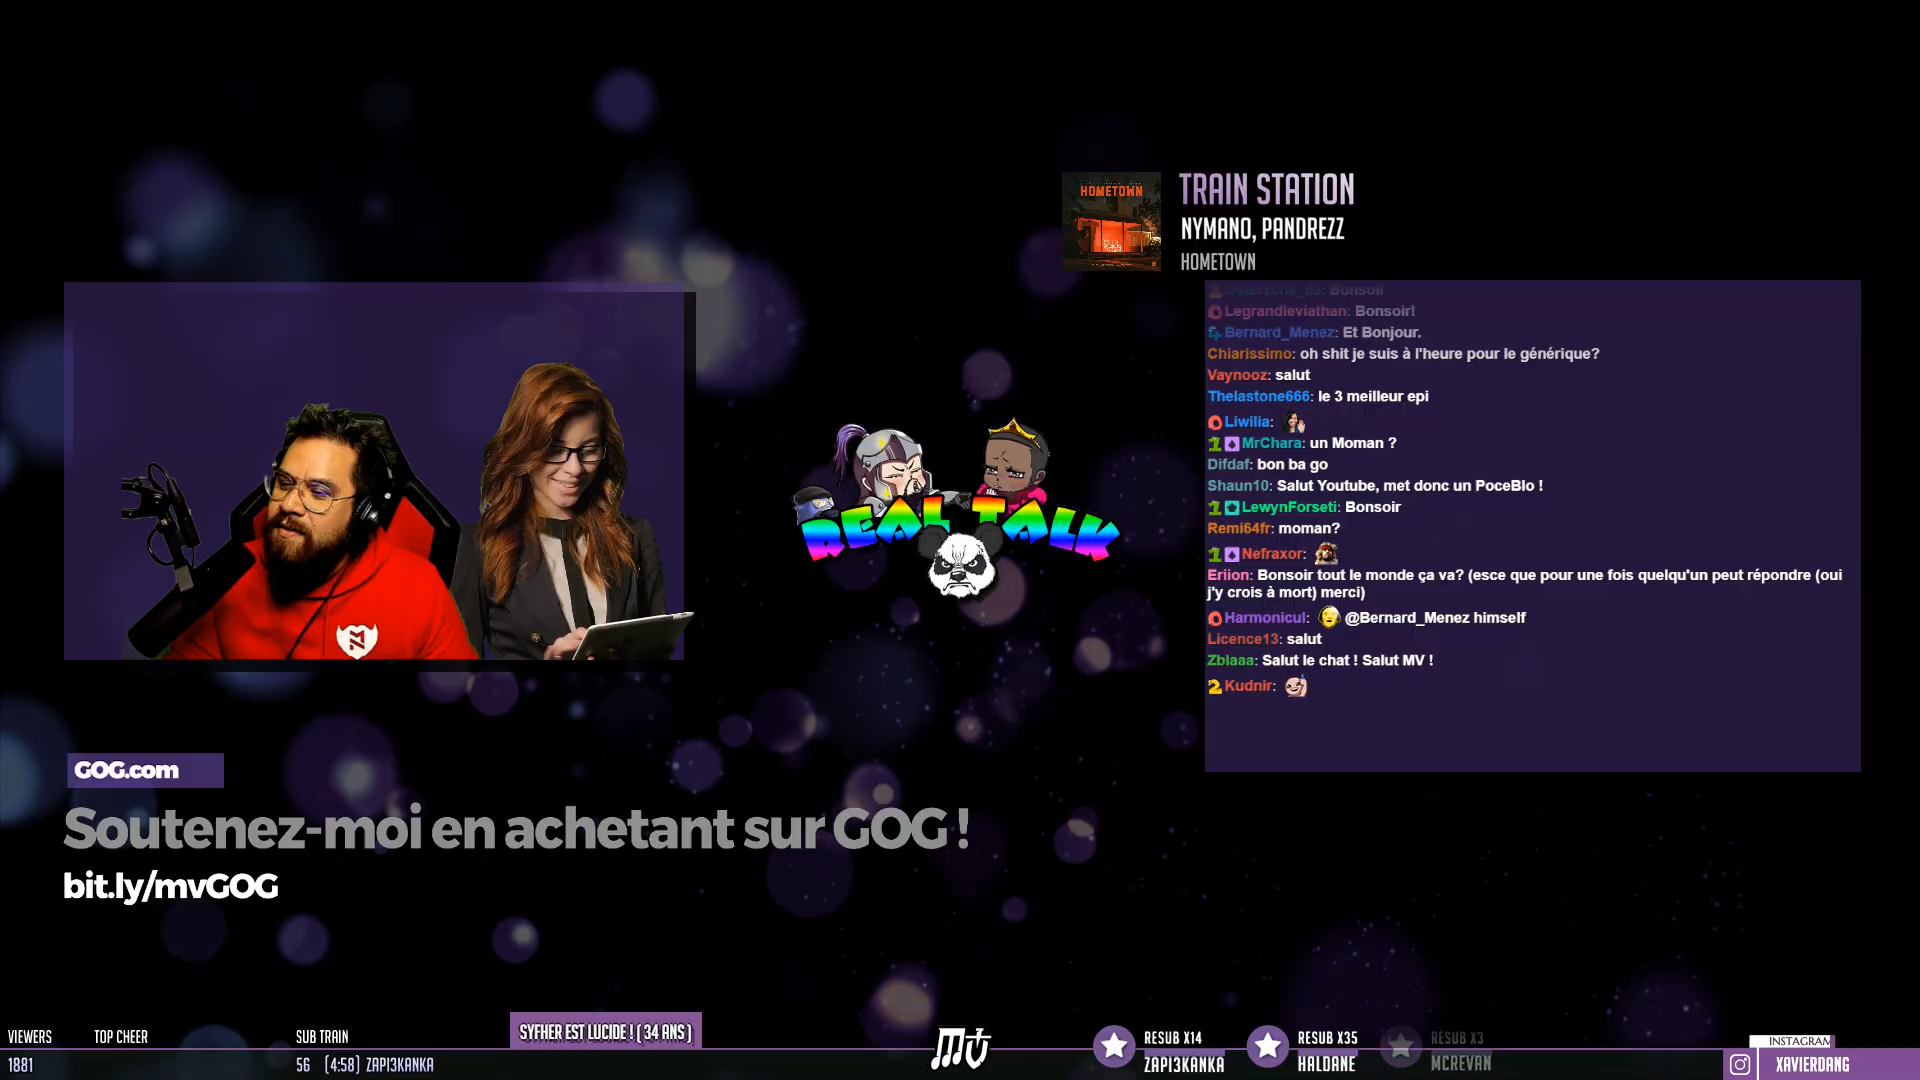 HOMETOWN
TRAIN STATION
NYMANO, PANDREZZ
HOMETOWN
Bonsoir
Legrandleviathan: Bonsoir!
Bernard_Menez: Et Bonjour.
Chiarissimo: oh shit je suis à l'heure pour le générique?
Vaynooz: salut
Thelastone666: le 3 meilleur epi
Liwilia:
MrChara: un Moman ?
Difdaf: bon ba go
Shaun10: Salut Youtube, met donc un PoceBlo !
LewynForseti: Bonsoir
Remi64fr: moman?
Nefraxor:
Eriion: Bonsoir tout le monde ça va? (esce que pour une fois quelqu'un peut répondre (oui
j'y crois à mort) merci)
Harmonicul: @Bernard_Menez himself
Licence13: salut
Zblaaa: Salut le chat ! Salut MV !
Kudnir:
REAL TALK
GOG.com
Soutenez-moi en achetant sur GOG !
bit.ly/mvGOG
VIEWERS
1881
TOP CHEER
SUB TRAIN
56 (4:58) ZAPI3KANKA
SYFHER EST LUCIDE ! ( 34 ANS )
MV
RESUB X14
ZAPI3KANKA
RESUB X35
HALDANE
RESUB X3
MCREVAN
INSTAGRAM
XAVIERDANG